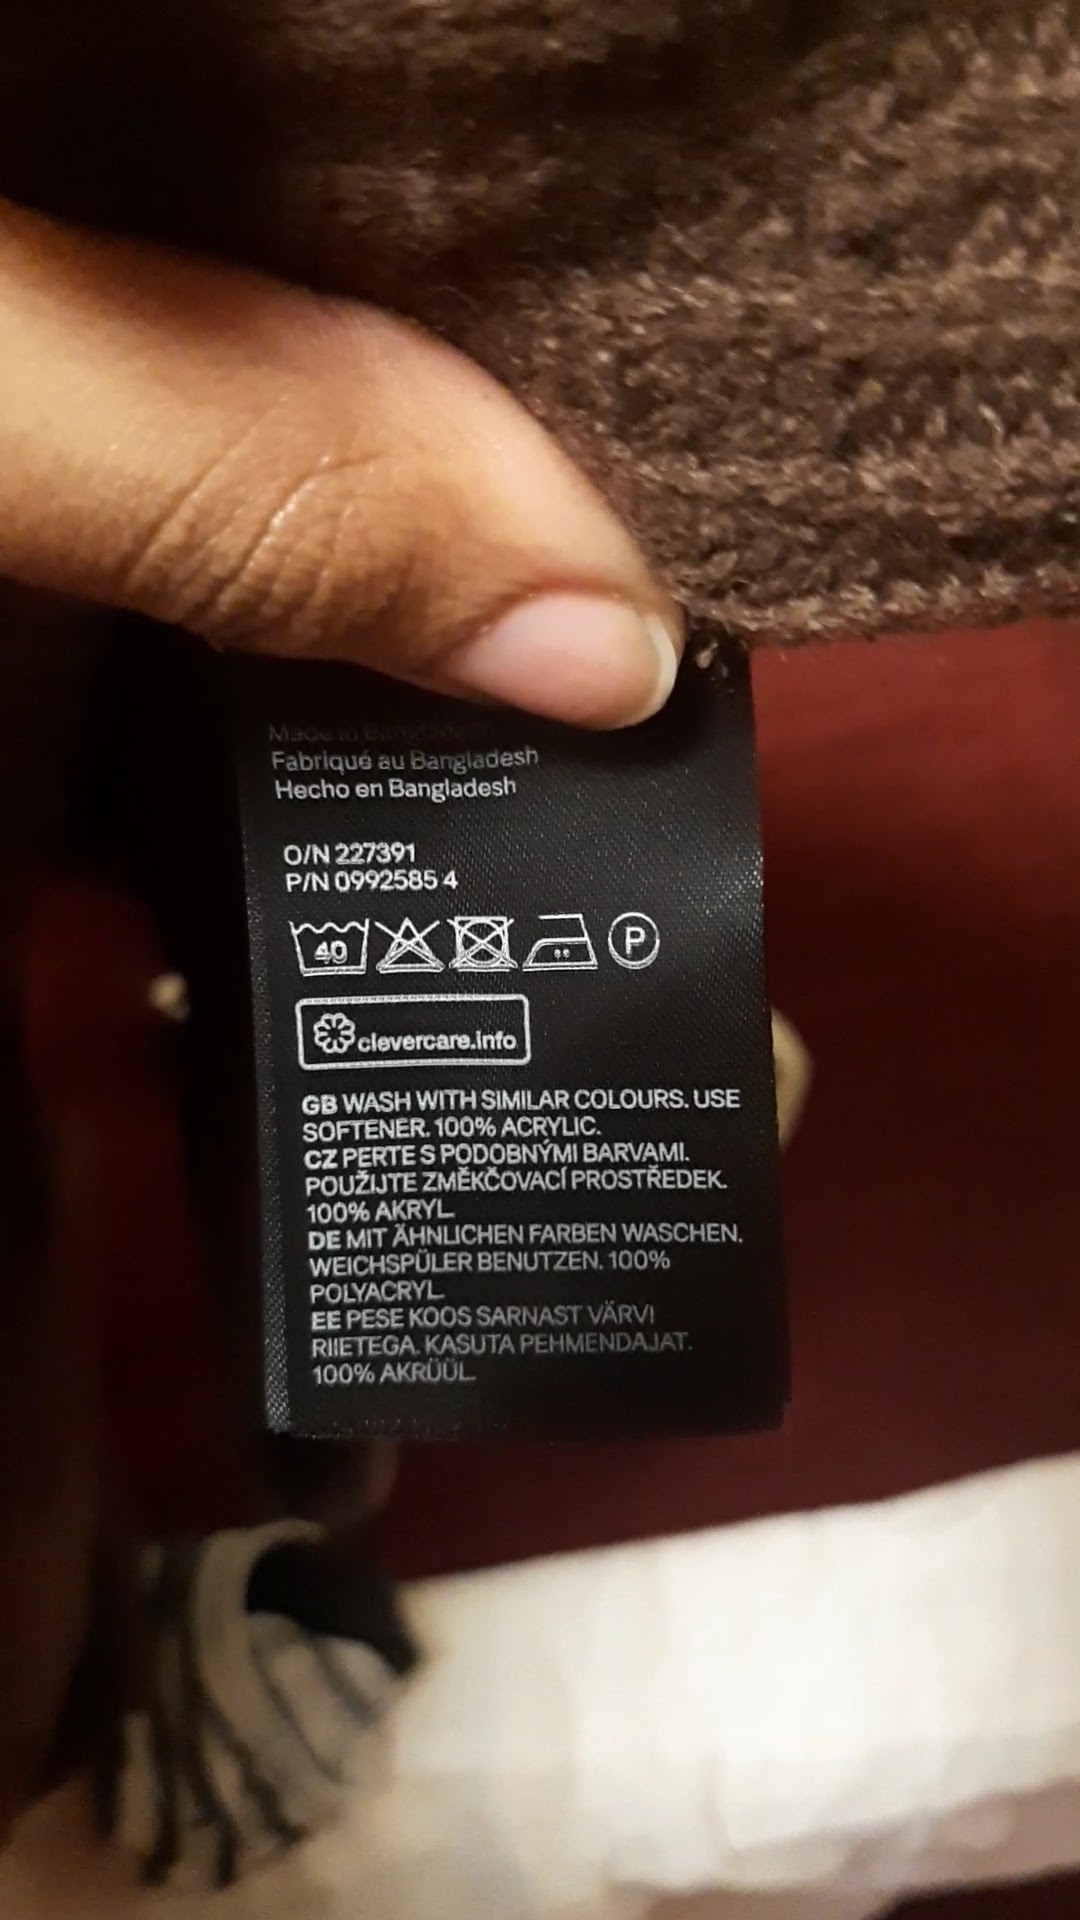 Made in Bangladesh
Fabriqué au Bangladesh
Hecho en Bangladesh
O/N 227391
P/N 0992585 4
40 P
clevercare.info
GB WASH WITH SIMILAR COLOURS. USE
SOFTENER. 100% ACRYLIC.
CZ PERTE S PODOBNÝMI BARVAMI.
POUŽIJTE ZMĚKČOVACÍ PROSTŘEDEK.
100% AKRYL
DE MIT ÄHNLICHEN FARBEN WASCHEN.
WEICHSPÜLER BENUTZEN. 100%
POLYACRYL
EE PESE KOOS SARNAST VÄRVI
RIIETEGA. KASUTA PEHMENDAJAT.
100% AKRÜÜL